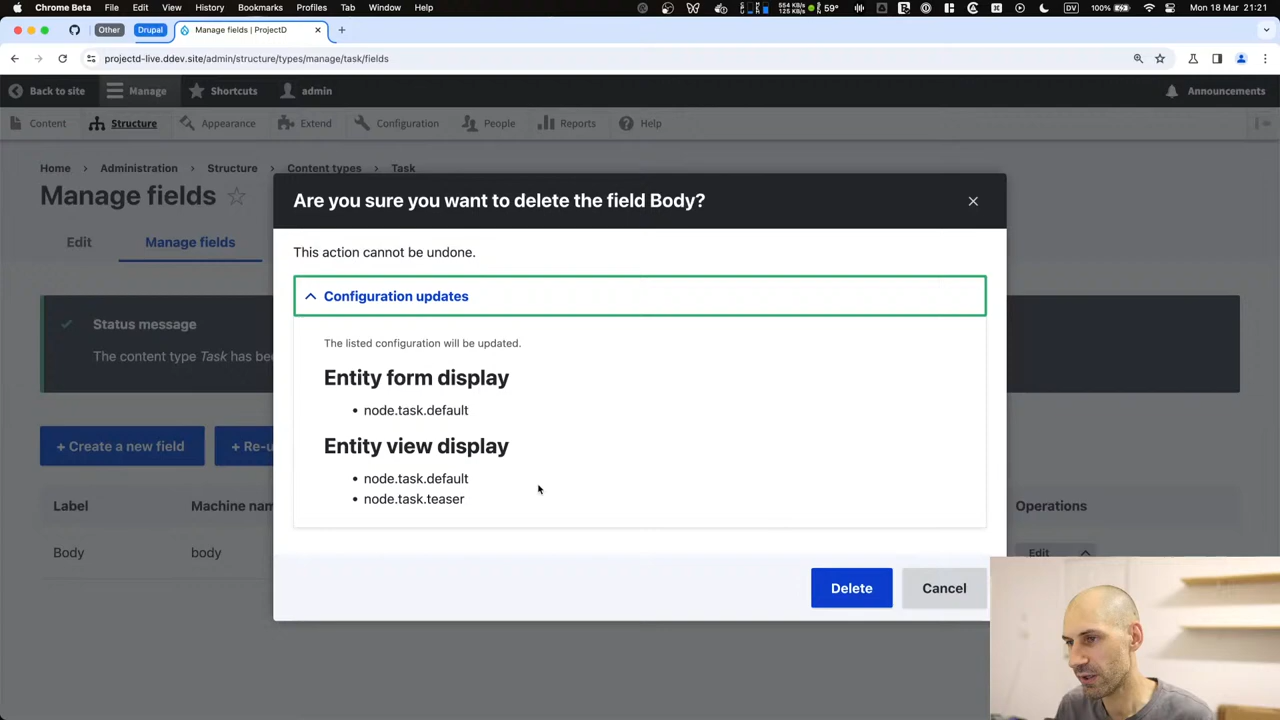 Chrome Beta File Edit View History Bookmarks Profiles Tab Window Help 59° DV 100% Mon 18 Mar 21:21
Other Drupal Manage fields | ProjectD
projectd-live.ddev.site/admin/structure/types/manage/task/fields
Back to site Manage Shortcuts admin Announcements
Content Structure Appearance Extend Configuration People Reports Help
Home Administration Structure Content types Task
Manage fields
Are you sure you want to delete the field Body?
Edit Manage fields
This action cannot be undone.
Configuration updates
Status message
The listed configuration will be updated.
The content type Task has
Entity form display
node.task.default
+ Create a new field + Re-u
Entity view display
node.task.default
node.task.teaser
Label Machine Operations
Body body Edit
Delete Cancel